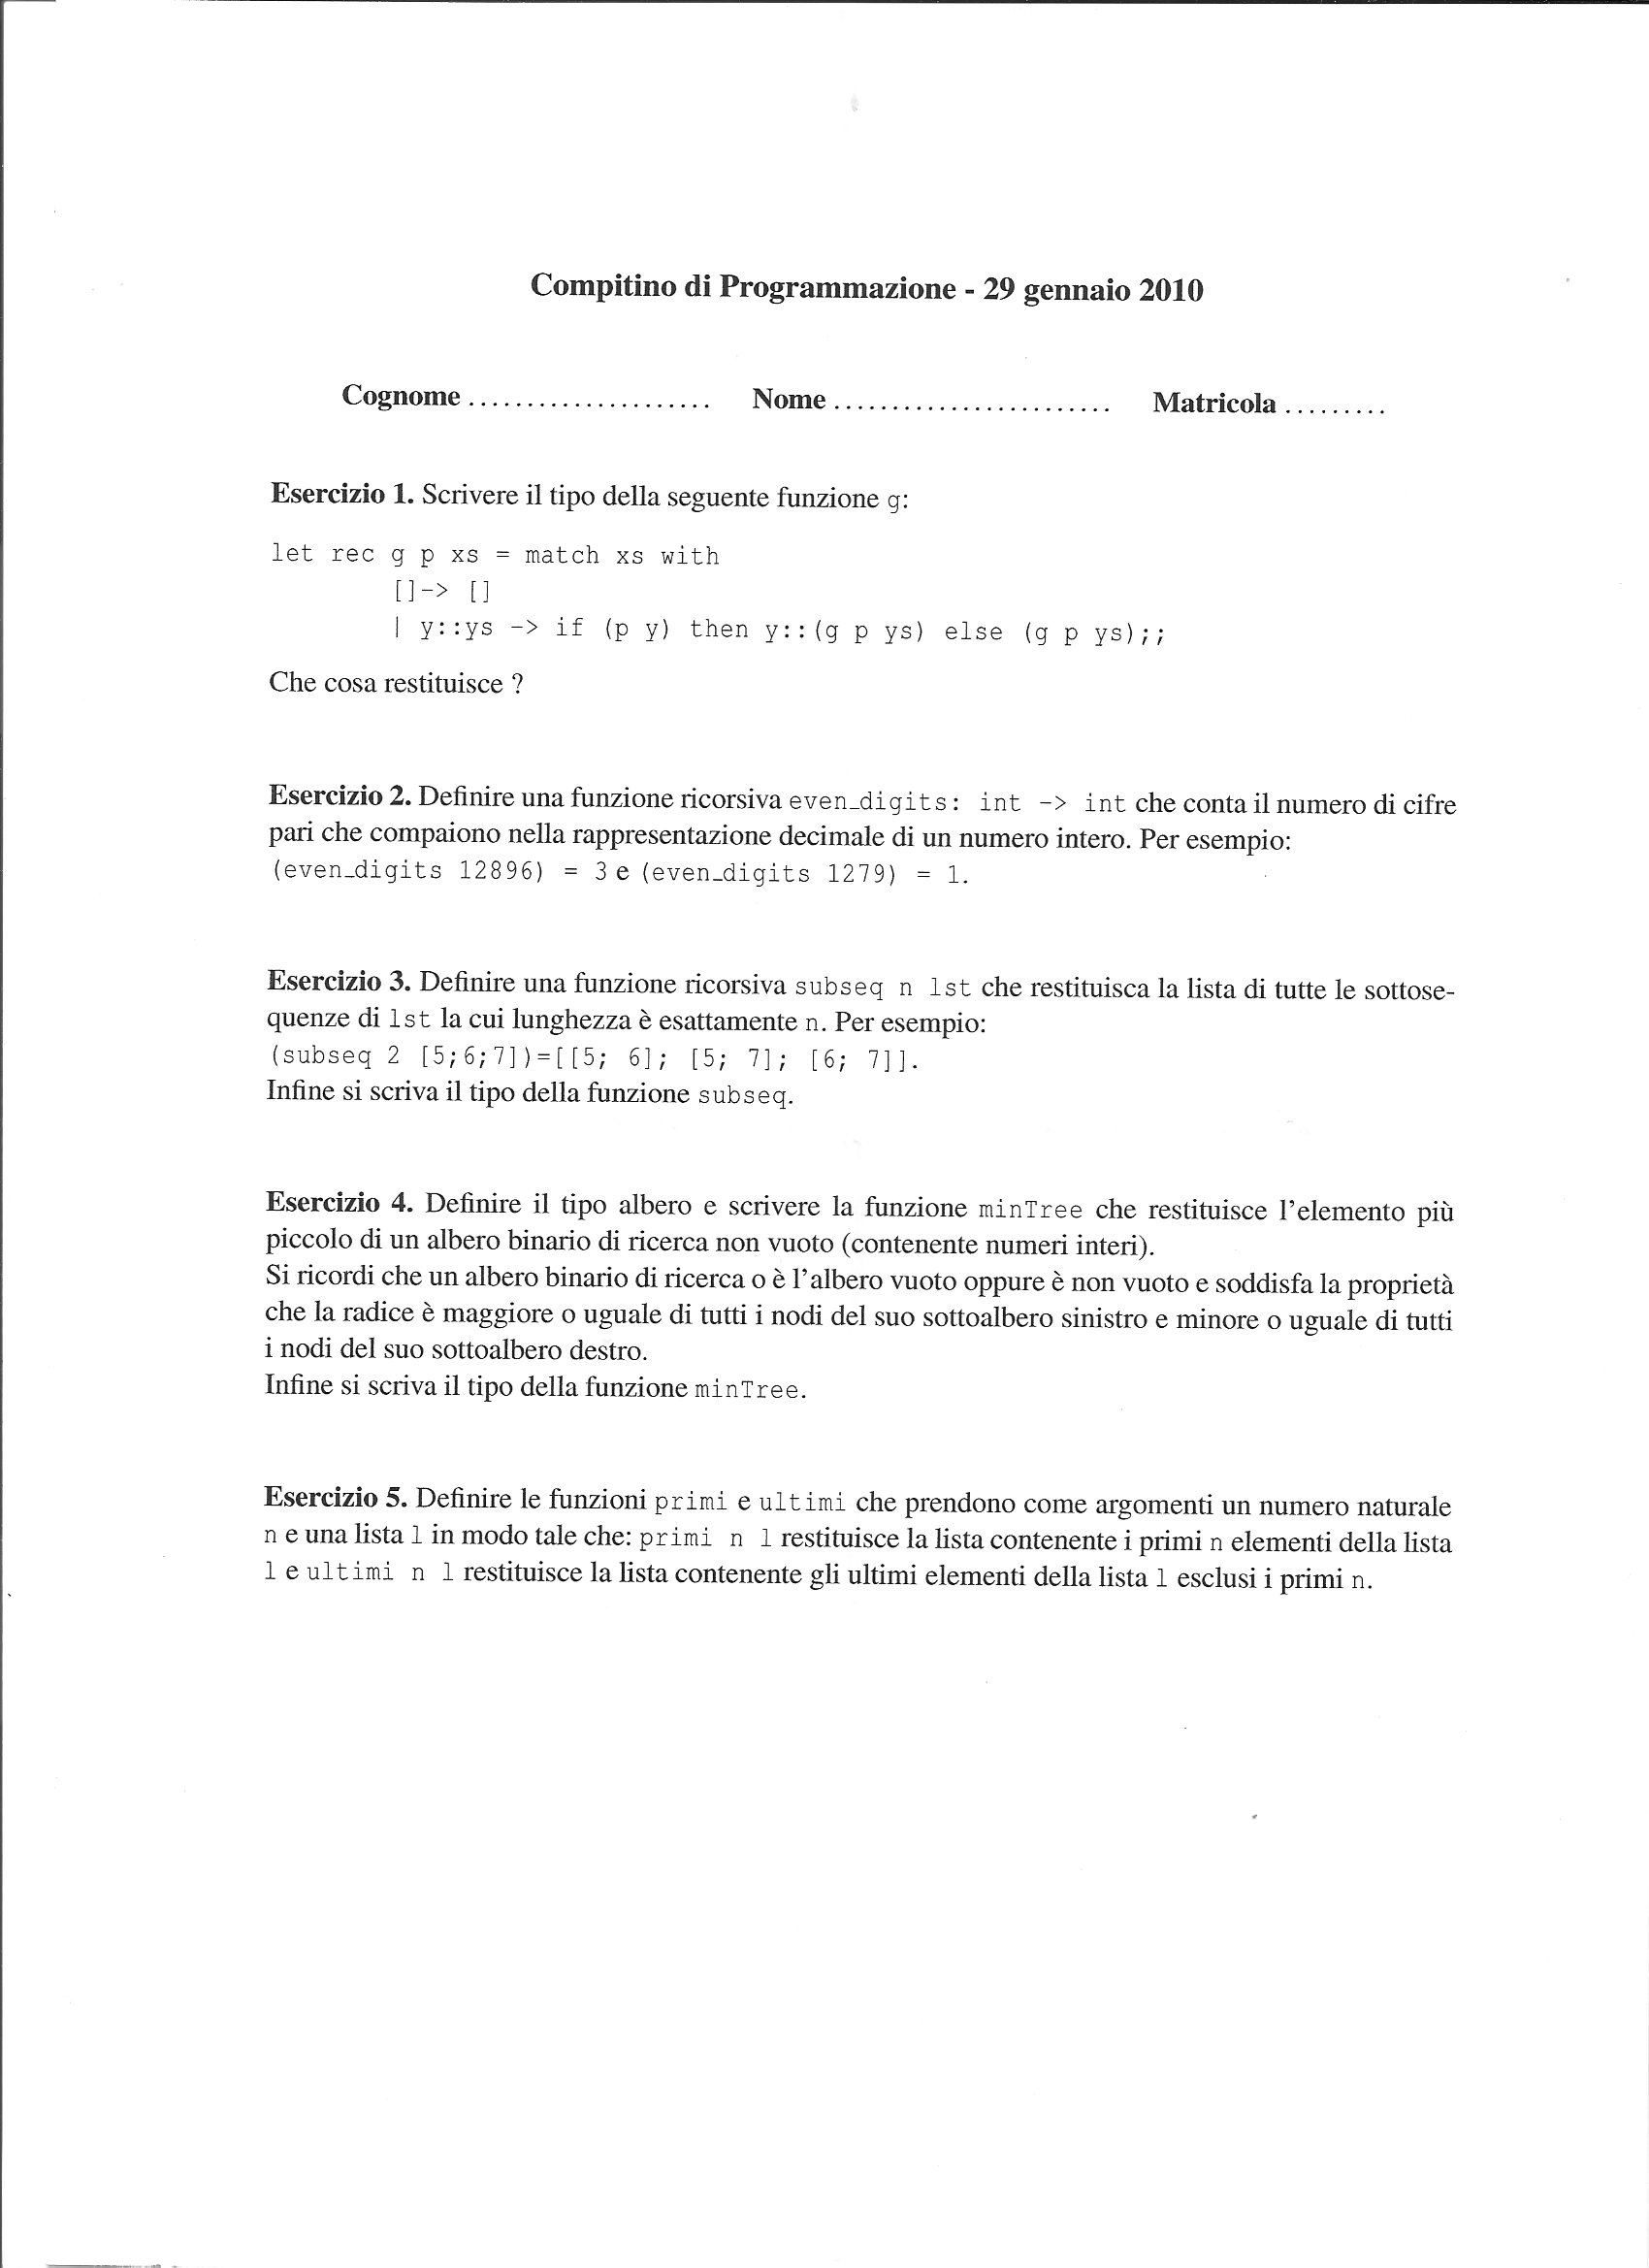 Compitino di Programmazione - 29 gennaio 2010
Cognome ..................... Nome ........................ Matricola .........
Esercizio 1. Scrivere il tipo della seguente funzione g:
let rec g p xs = match xs with
[]-> []
| y::ys -> if (p y) then y::(g p ys) else (g p ys);;
Che cosa restituisce ?
Esercizio 2. Definire una funzione ricorsiva even_digits: int -> int che conta il numero di cifre
pari che compaiono nella rappresentazione decimale di un numero intero. Per esempio:
(even_digits 12896) = 3 e (even_digits 1279) = 1.
Esercizio 3. Definire una funzione ricorsiva subseq n lst che restituisca la lista di tutte le sottose-
quenze di lst la cui lunghezza è esattamente n. Per esempio:
(subseq 2 [5;6;7])=[[5; 6]; [5; 7]; [6; 7]].
Infine si scriva il tipo della funzione subseq.
Esercizio 4. Definire il tipo albero e scrivere la funzione minTree che restituisce l'elemento più
piccolo di un albero binario di ricerca non vuoto (contenente numeri interi).
Si ricordi che un albero binario di ricerca o è l'albero vuoto oppure è non vuoto e soddisfa la proprietà
che la radice è maggiore o uguale di tutti i nodi del suo sottoalbero sinistro e minore o uguale di tutti
i nodi del suo sottoalbero destro.
Infine si scriva il tipo della funzione minTree.
Esercizio 5. Definire le funzioni primi e ultimi che prendono come argomenti un numero naturale
n e una lista l in modo tale che: primi n l restituisce la lista contenente i primi n elementi della lista
l e ultimi n l restituisce la lista contenente gli ultimi elementi della lista l esclusi i primi n.